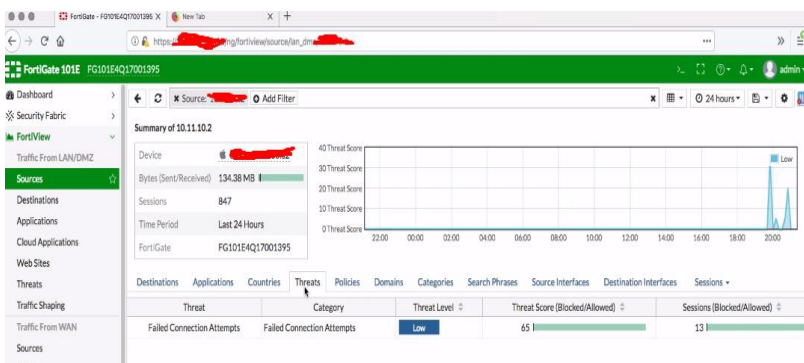 FortiGate - FG101E4Q17001395 X New Tab X +
https:// /ng/fortiview/source/lan_dm
FortiGate 101E FG101E4Q17001395 admin
Dashboard
Security Fabric
FortiView
Traffic From LAN/DMZ
Sources
Destinations
Applications
Cloud Applications
Web Sites
Threats
Traffic Shaping
Traffic From WAN
Sources
Source: Add Filter 24 hours
Summary of 10.11.10.2
Device
Bytes (Sent/Received) 134.38 MB
Sessions 847
Time Period Last 24 Hours
FortiGate FG101E4Q17001395
40 Threat Score
30 Threat Score
20 Threat Score
10 Threat Score
0 Threat Score
Low
22:00 00:00 02:00 04:00 06:00 08:00 10:00 12:00 14:00 16:00 18:00 20:00
Destinations Applications Countries Threats Policies Domains Categories Search Phrases Source Interfaces Destination Interfaces Sessions
Threat Category Threat Level Threat Score (Blocked/Allowed) Sessions (Blocked/Allowed)
Failed Connection Attempts Failed Connection Attempts Low 65 13